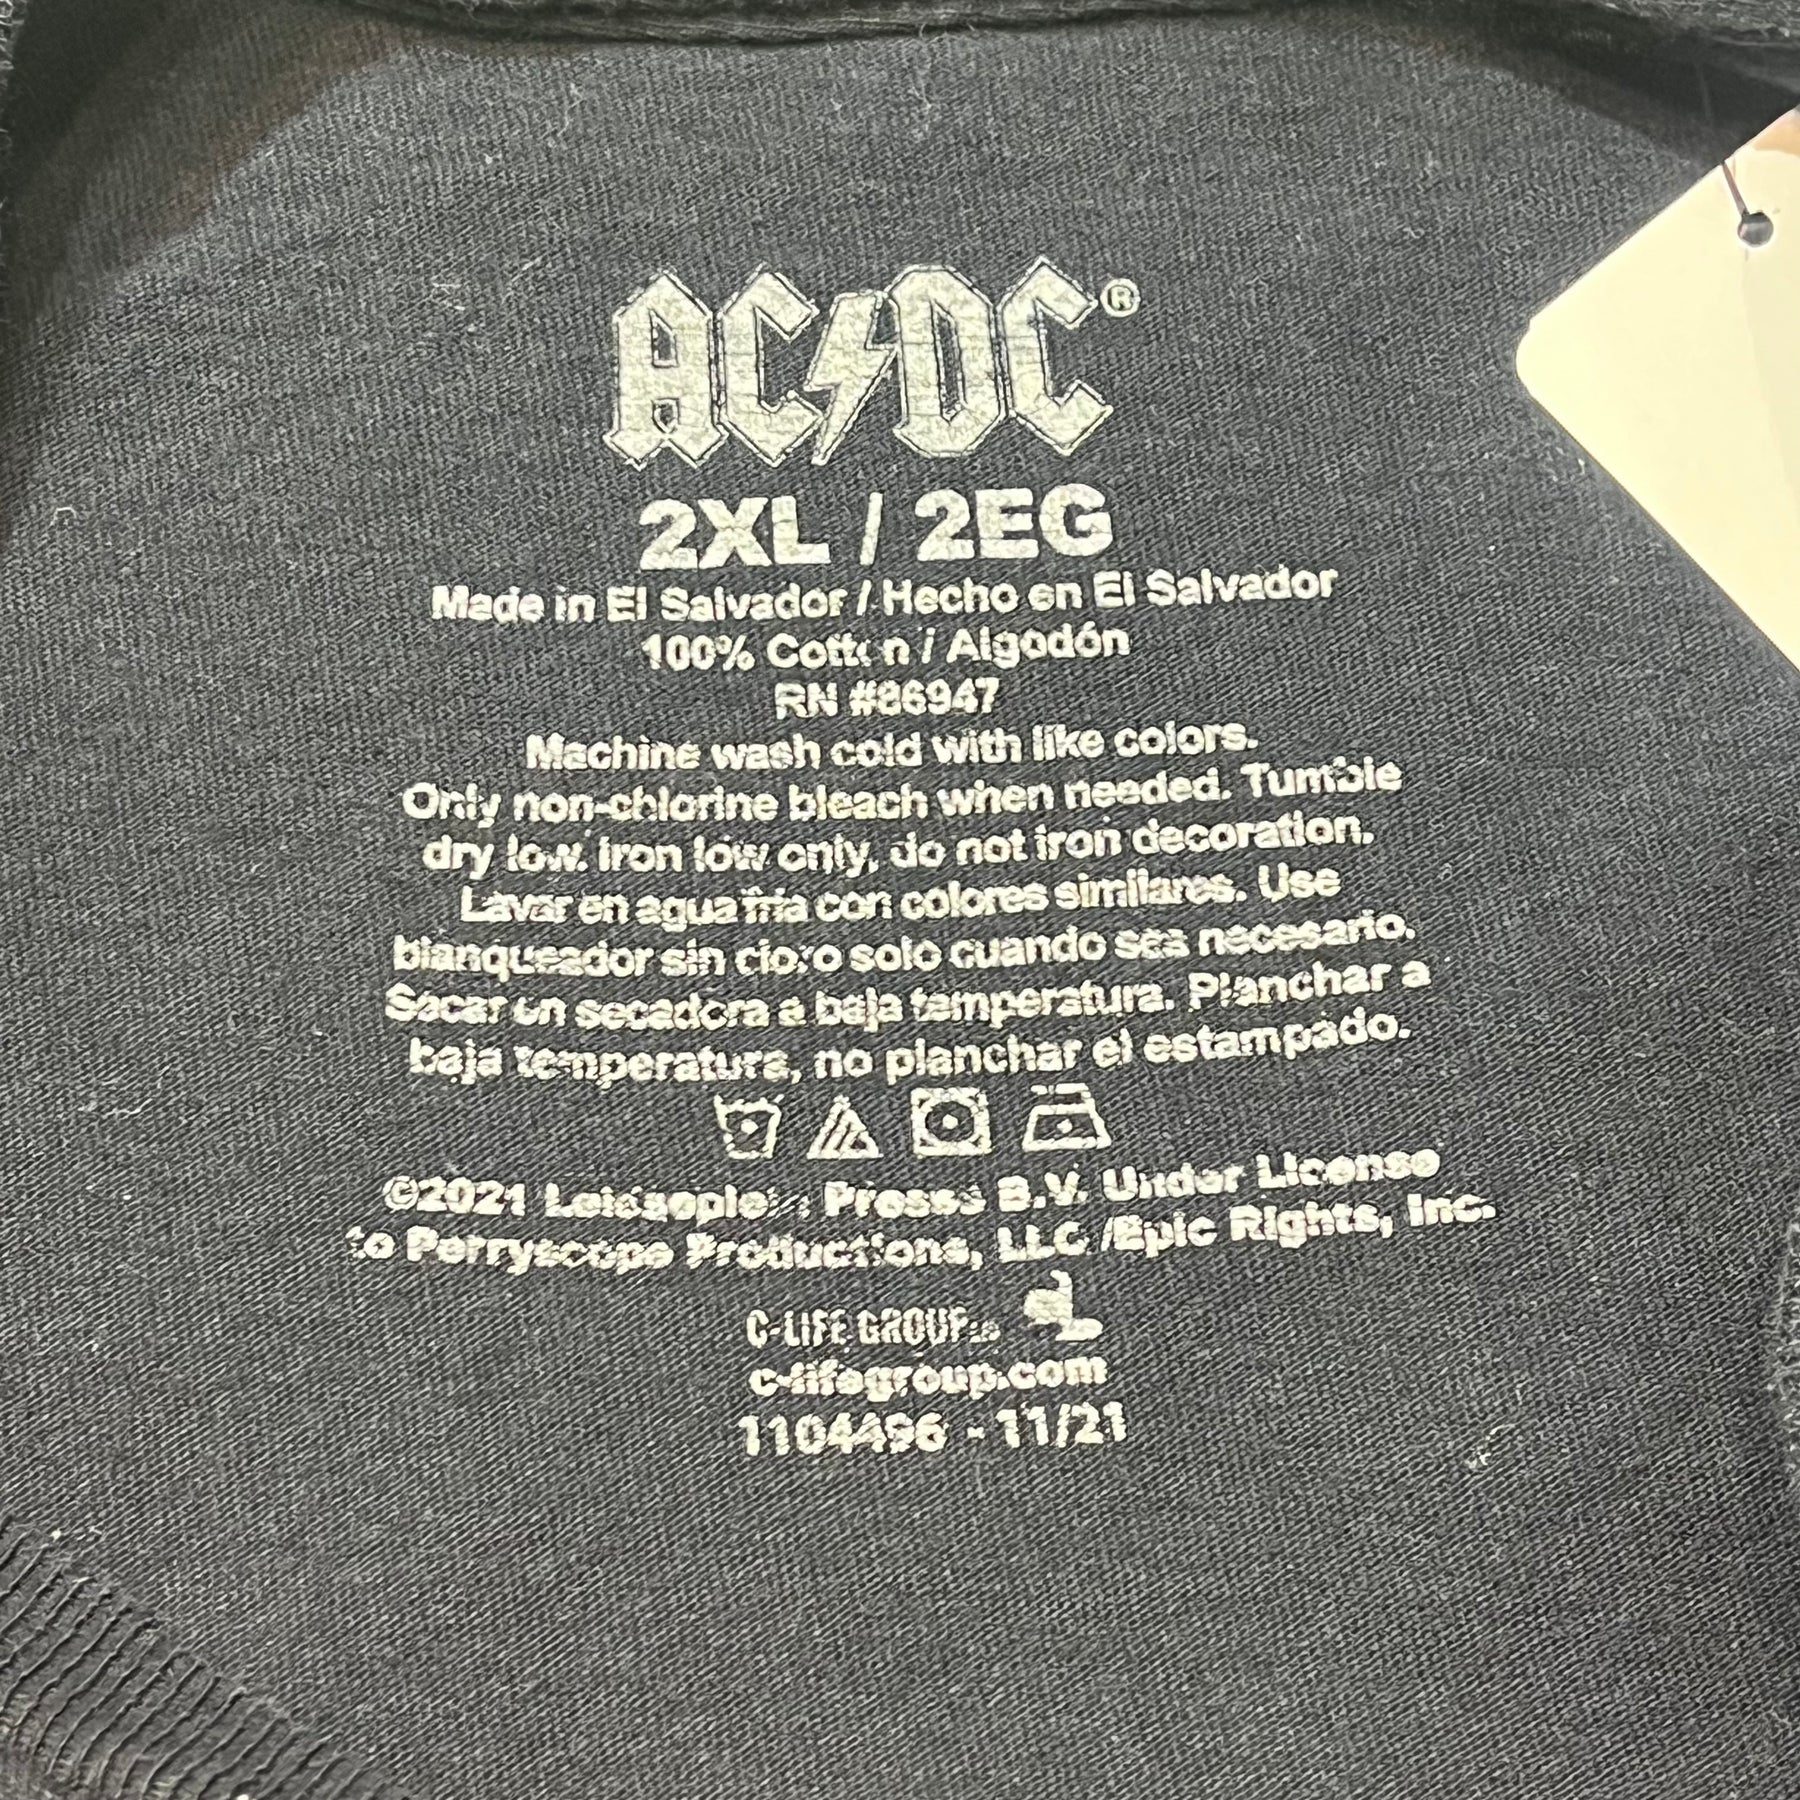 AC/DC®
2XL / 2EG
Made in El Salvador / Hecho en El Salvador
100% Cotton / Algodón
RN #86947
Machine wash cold with like colors.
Only non-chlorine bleach when needed. Tumble
dry low. Iron low only, do not iron decoration.
Lavar en agua fria con colores similares. Use
blanqueador sin cloro solo cuando sea necesario.
Secar en secadora a baja temperatura. Planchar a
baja temperatura, no planchar el estampado.
©2021 Leidseplein Presse B.V. Under License
to Perryscope Productions, LLC /Epic Rights, Inc.
C-LIFE GROUP
c-lifegroup.com
1104496 - 11/21